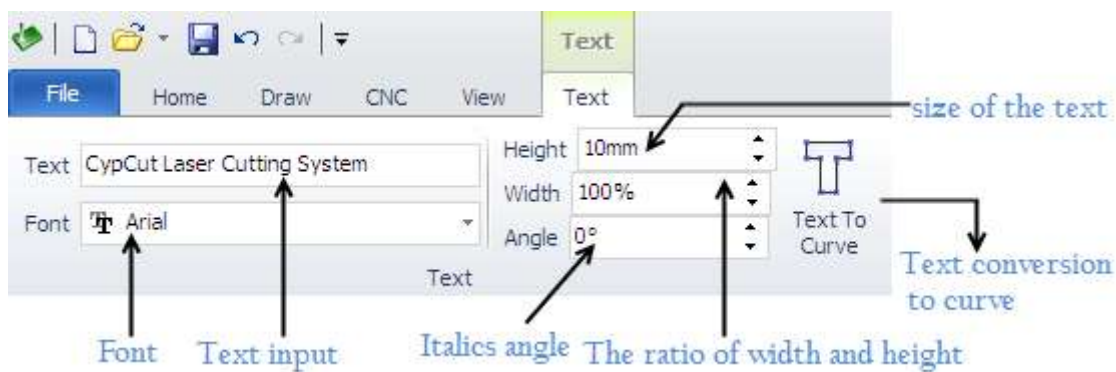 Text
File Home Draw CNC View Text
size of the text
Text CypCut Laser Cutting System
Height 10mm
Width 100%
Font Arial
Angle 0°
Text To
Curve
Text
Text conversion
to curve
Font Text input Italics angle The ratio of width and height